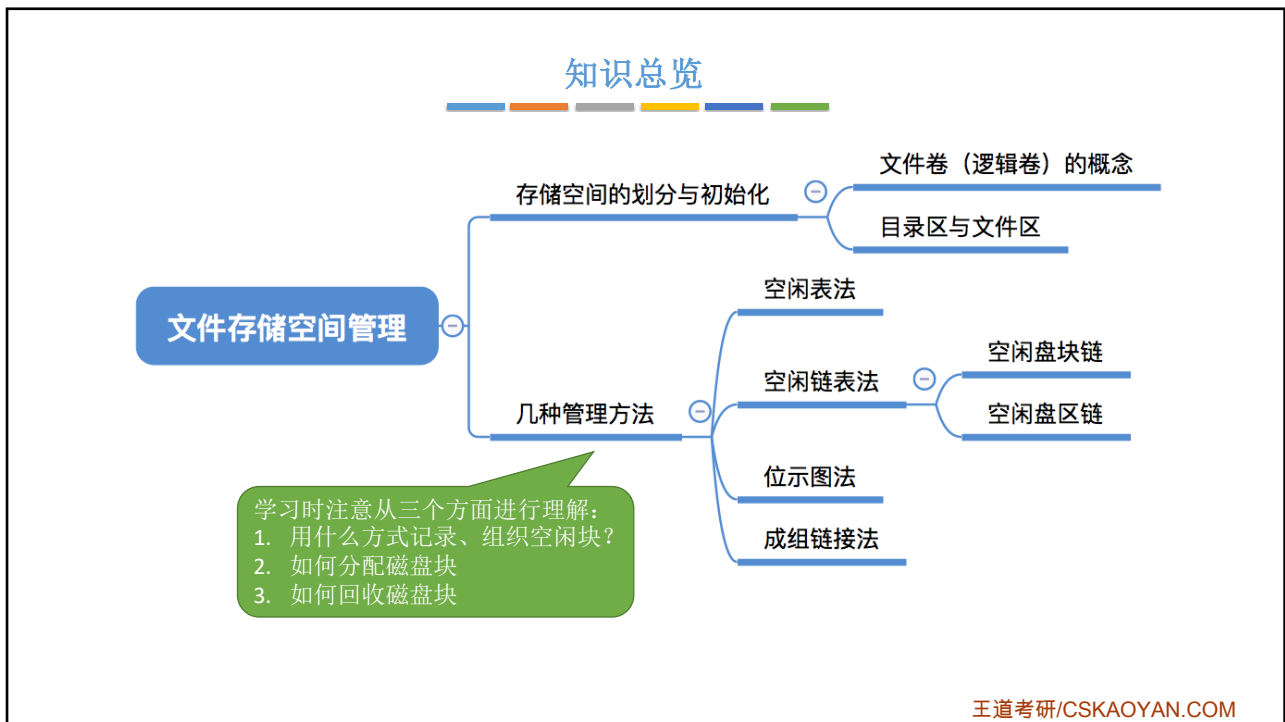 知识总览
文件卷（逻辑卷）的概念
存储空间的划分与初始化
目录区与文件区
空闲表法
文件存储空间管理
空闲盘块链
空闲链表法
几种管理方法
空闲盘区链
位示图法
成组链接法
学习时注意从三个方面进行理解：
1. 用什么方式记录、组织空闲块？
2. 如何分配磁盘块
3. 如何回收磁盘块
王道考研/CSKAOYAN.COM